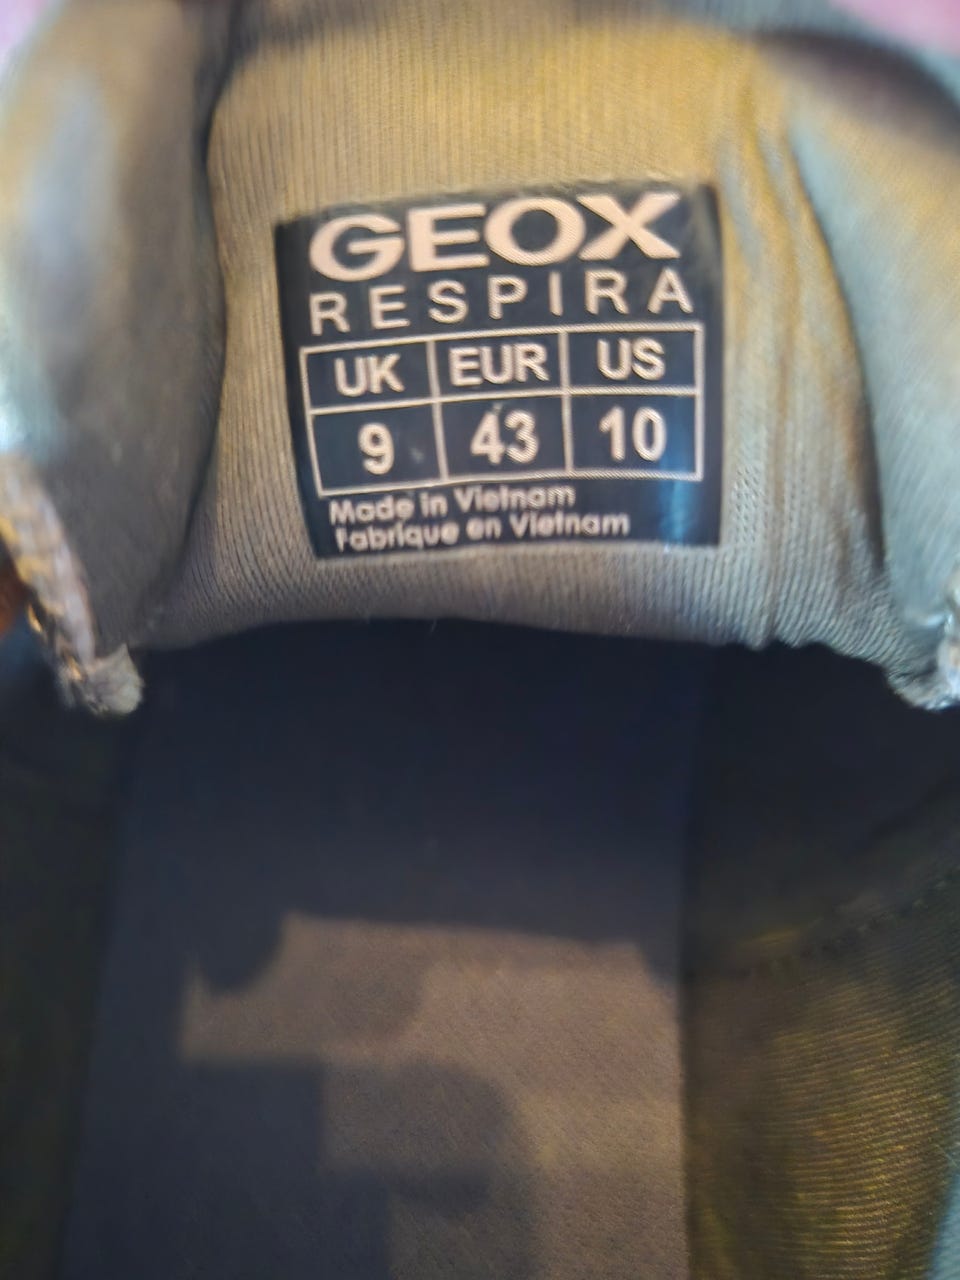 GEOX
RESPIRA
UK EUR US
9 43 10
Made in Vietnam
Fabrique en Vietnam